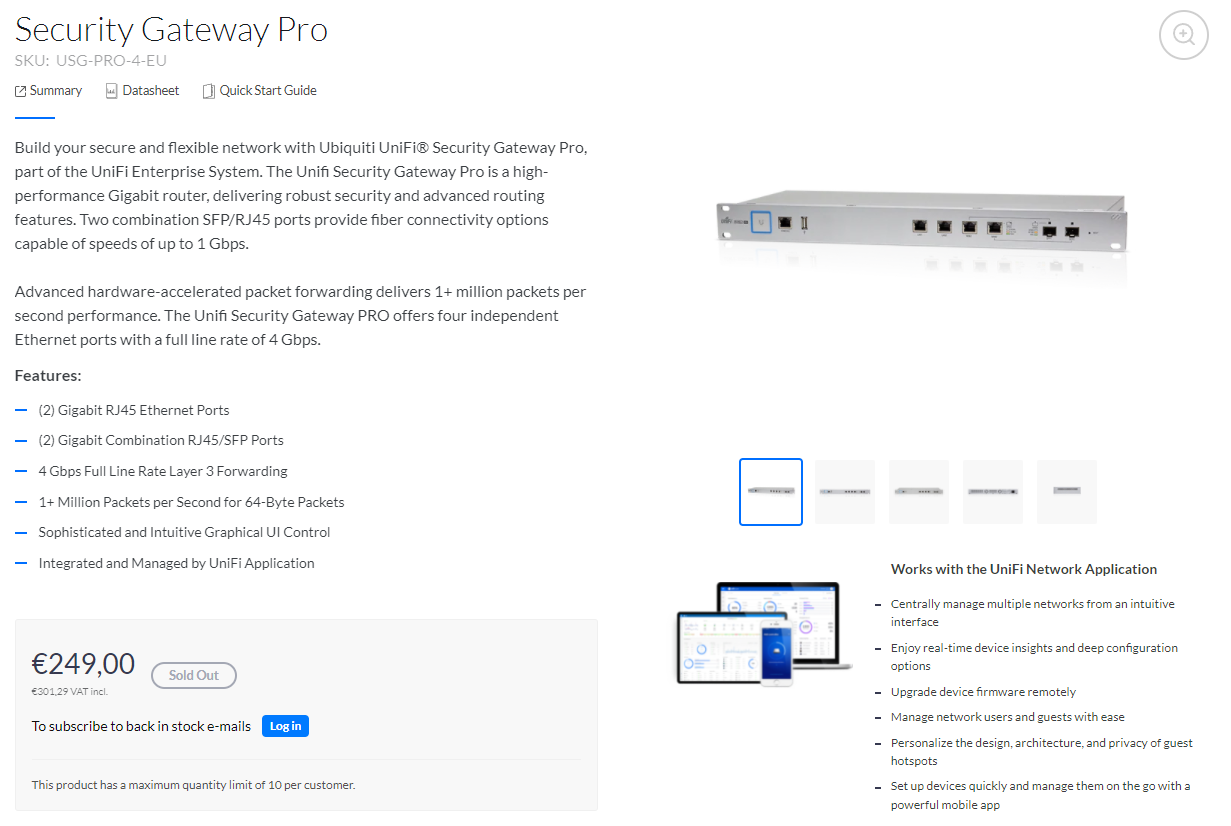 Security Gateway Pro
SKU: USG-PRO-4-EU
Summary Datasheet Quick Start Guide
Build your secure and flexible network with Ubiquiti UniFi® Security Gateway Pro,
part of the UniFi Enterprise System. The Unifi Security Gateway Pro is a high-
performance Gigabit router, delivering robust security and advanced routing
features. Two combination SFP/RJ45 ports provide fiber connectivity options
capable of speeds of up to 1 Gbps.
Advanced hardware-accelerated packet forwarding delivers 1+ million packets per
second performance. The Unifi Security Gateway PRO offers four independent
Ethernet ports with a full line rate of 4 Gbps.
Features:
(2) Gigabit RJ45 Ethernet Ports
(2) Gigabit Combination RJ45/SFP Ports
4 Gbps Full Line Rate Layer 3 Forwarding
1+ Million Packets per Second for 64-Byte Packets
Sophisticated and Intuitive Graphical UI Control
Integrated and Managed by UniFi Application
€249,00
Sold Out
€301,29 VAT incl.
To subscribe to back in stock e-mails Log in
This product has a maximum quantity limit of 10 per customer.
Works with the UniFi Network Application
Centrally manage multiple networks from an intuitive
interface
Enjoy real-time device insights and deep configuration
options
Upgrade device firmware remotely
Manage network users and guests with ease
Personalize the design, architecture, and privacy of guest
hotspots
Set up devices quickly and manage them on the go with a
powerful mobile app